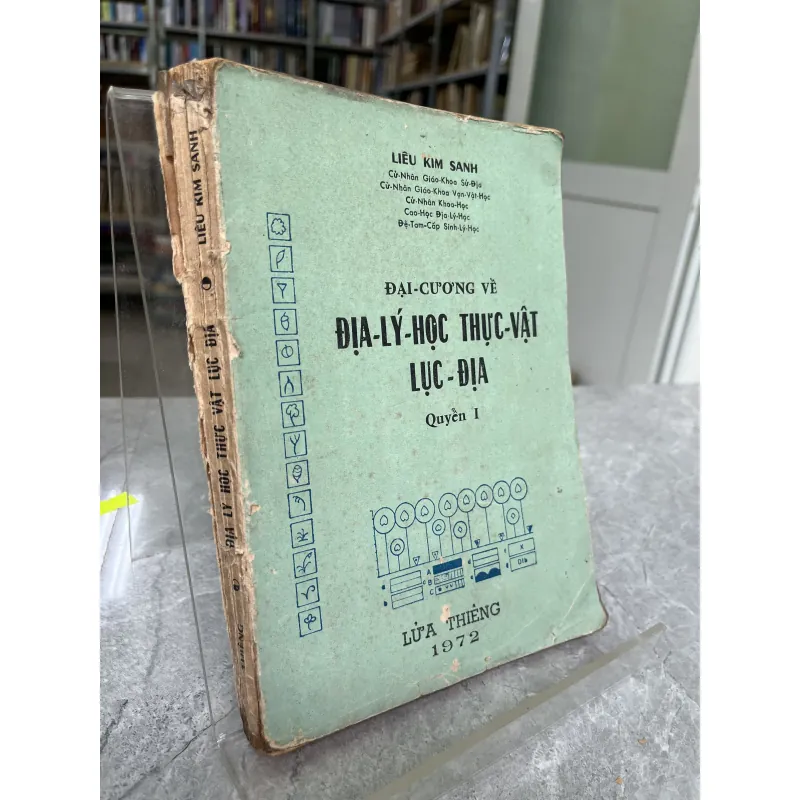 LIÊU KIM SANH
Cử-Nhân Giáo-Khoa Sử-Địa
Cử-Nhân Giáo-Khoa Vạn-Vật-Học
Cử-Nhân Khoa-Học
Cao-Học Địa-Lý-Học
Đệ-Tam-Cấp Sinh-Lý-Học
ĐẠI-CƯƠNG VỀ
ĐỊA-LÝ-HỌC THỰC-VẬT
LỤC-ĐỊA
Quyển I
A
B
C
X
LỬA THIÊNG
1972
LIÊU KIM SANH
ĐỊA LÝ HỌC THỰC VẬT LỤC ĐỊA